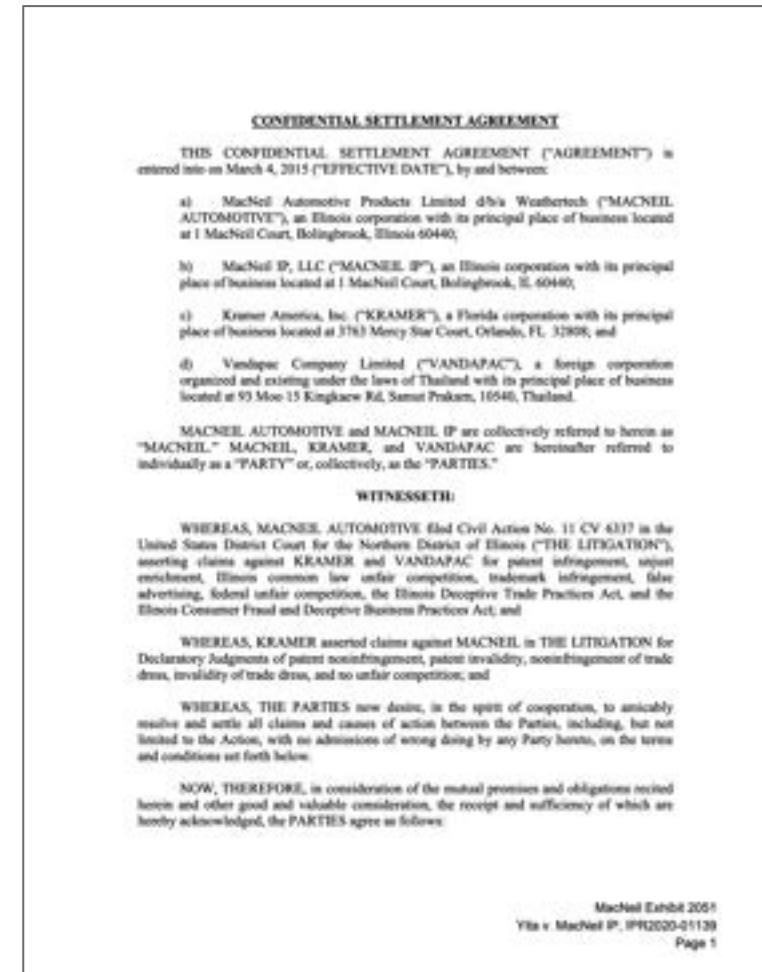 CONFIDENTIAL SETTLEMENT AGREEMENT
THIS CONFIDENTIAL SETTLEMENT AGREEMENT ("AGREEMENT") is
entered into on March 4, 2015 ("EFFECTIVE DATE"), by and between:
a) MacNeil Automotive Products Limited d/b/a Weathertech ("MACNEIL
AUTOMOTIVE"), an Illinois corporation with its principal place of business located
at 1 MacNeil Court, Bolingbrook, Illinois 60440;
b) MacNeil IP, LLC ("MACNEIL IP"), an Illinois corporation with its principal
place of business located at 1 MacNeil Court, Bolingbrook, IL 60440;
c) Kramer America, Inc. ("KRAMER"), a Florida corporation with its principal
place of business located at 3763 Mercy Star Court, Orlando, FL 32808; and
d) Vandapac Company Limited ("VANDAPAC"), a foreign corporation
organized and existing under the laws of Thailand with its principal place of business
located at 93 Moo 15 Kingkaew Rd, Samut Prakarn, 10540, Thailand.
MACNEIL AUTOMOTIVE and MACNEIL IP are collectively referred to herein as
"MACNEIL." MACNEIL, KRAMER, and VANDAPAC are hereinafter referred to
individually as a "PARTY" or, collectively, as the "PARTIES."
WITNESSETH:
WHEREAS, MACNEIL AUTOMOTIVE filed Civil Action No. 11 CV 6337 in the
United States District Court for the Northern District of Illinois ("THE LITIGATION"),
asserting claims against KRAMER and VANDAPAC for patent infringement, unjust
enrichment, Illinois common law unfair competition, trademark infringement, false
advertising, federal unfair competition, the Illinois Deceptive Trade Practices Act, and the
Illinois Consumer Fraud and Deceptive Business Practices Act; and
WHEREAS, KRAMER asserted claims against MACNEIL in THE LITIGATION for
Declaratory Judgments of patent noninfringement, patent invalidity, noninfringement of trade
dress, invalidity of trade dress, and no unfair competition; and
WHEREAS, THE PARTIES now desire, in the spirit of cooperation, to amicably
resolve and settle all claims and causes of action between the Parties, including, but not
limited to the Action, with no admissions of wrong doing by any Party hereto, on the terms
and conditions set forth below.
NOW, THEREFORE, in consideration of the mutual promises and obligations recited
herein and other good and valuable consideration, the receipt and sufficiency of which are
hereby acknowledged, the PARTIES agree as follows:
MacNeil Exhibit 2051
Yita v. MacNeil IP, IPR2020-01139
Page 1